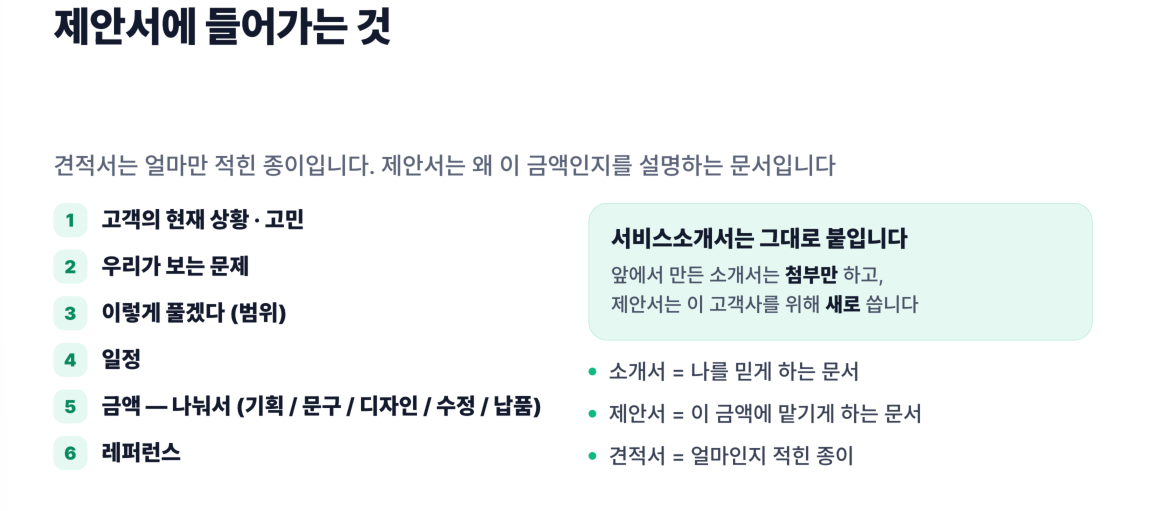 제안서에 들어가는 것
견적서는 얼마만 적힌 종이입니다. 제안서는 왜 이 금액인지를 설명하는 문서입니다
1 고객의 현재 상황 · 고민
2 우리가 보는 문제
3 이렇게 풀겠다 (범위)
4 일정
5 금액 — 나눠서 (기획 / 문구 / 디자인 / 수정 / 납품)
6 레퍼런스
서비스소개서는 그대로 붙입니다
앞에서 만든 소개서는 첨부만 하고,
제안서는 이 고객사를 위해 새로 씁니다
• 소개서 = 나를 믿게 하는 문서
• 제안서 = 이 금액에 맡기게 하는 문서
• 견적서 = 얼마인지 적힌 종이